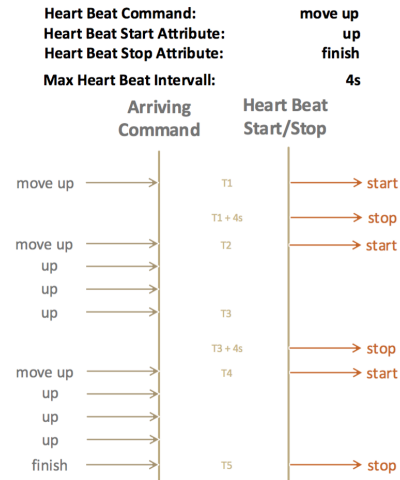 Heart Beat Command: move up
Heart Beat Start Attribute: up
Heart Beat Stop Attribute: finish
Max Heart Beat Intervall: 4s
Arriving Command
Heart Beat Start/Stop
move up T1 start
T1 + 4s stop
move up T2 start
up
up
up T3
T3 + 4s stop
move up T4 start
up
up
up
finish T5 stop